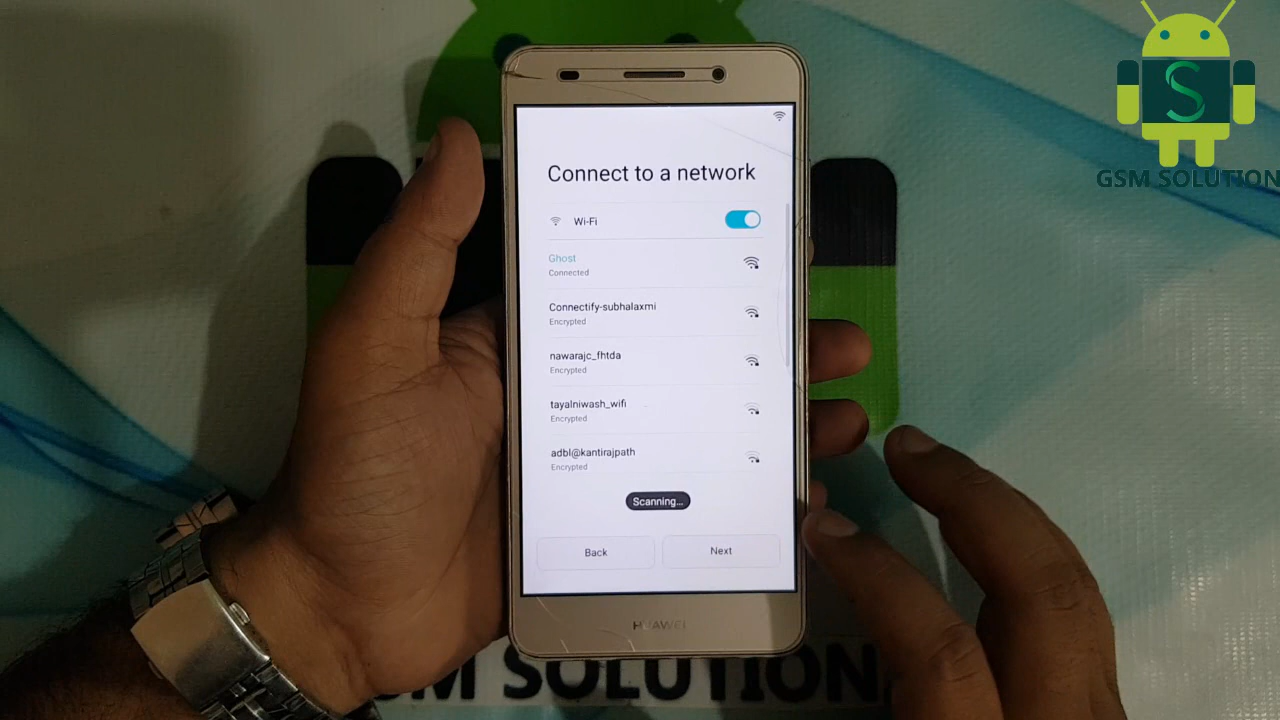 GSM SOLUTION
Connect to a network
Wi-Fi
Ghost
Connected
Connectify-subhalaxmi
Encrypted
nawarajc_fhtda
Encrypted
tayalniwash_wifi
Encrypted
adbl@kantirajpath
Encrypted
Scanning...
Back
Next
HUAWEI
GSM SOLUTION